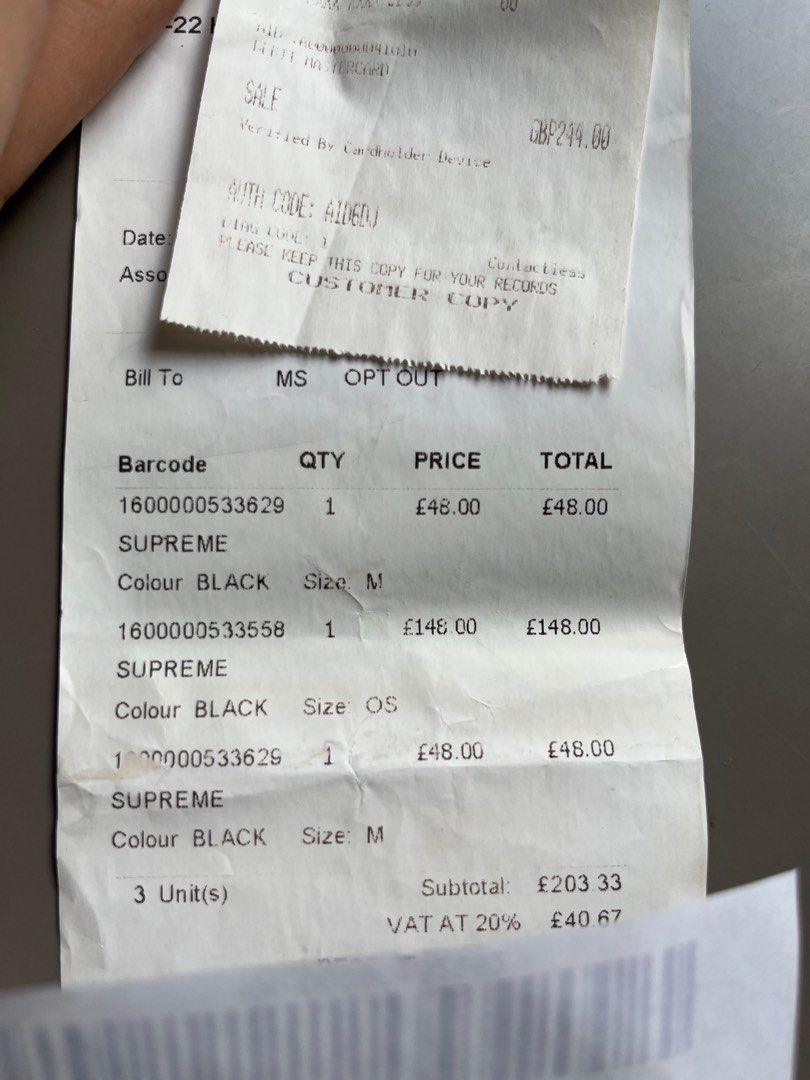 -22
DEBIT MASTERCARD
SALE
GBP244.00
Verified By Cardholder Device
AUTH CODE: AID6DJ
Contactless
PLEASE KEEP THIS COPY FOR YOUR RECORDS
CUSTOMER COPY
Date:
Asso
Bill To MS OPT OUT
Barcode QTY PRICE TOTAL
1600000533629 1 £48.00 £48.00
SUPREME
Colour BLACK Size: M
1600000533558 1 £148.00 £148.00
SUPREME
Colour BLACK Size: OS
1600000533629 1 £48.00 £48.00
SUPREME
Colour BLACK Size: M
3 Unit(s) Subtotal: £203.33
VAT AT 20% £40.67